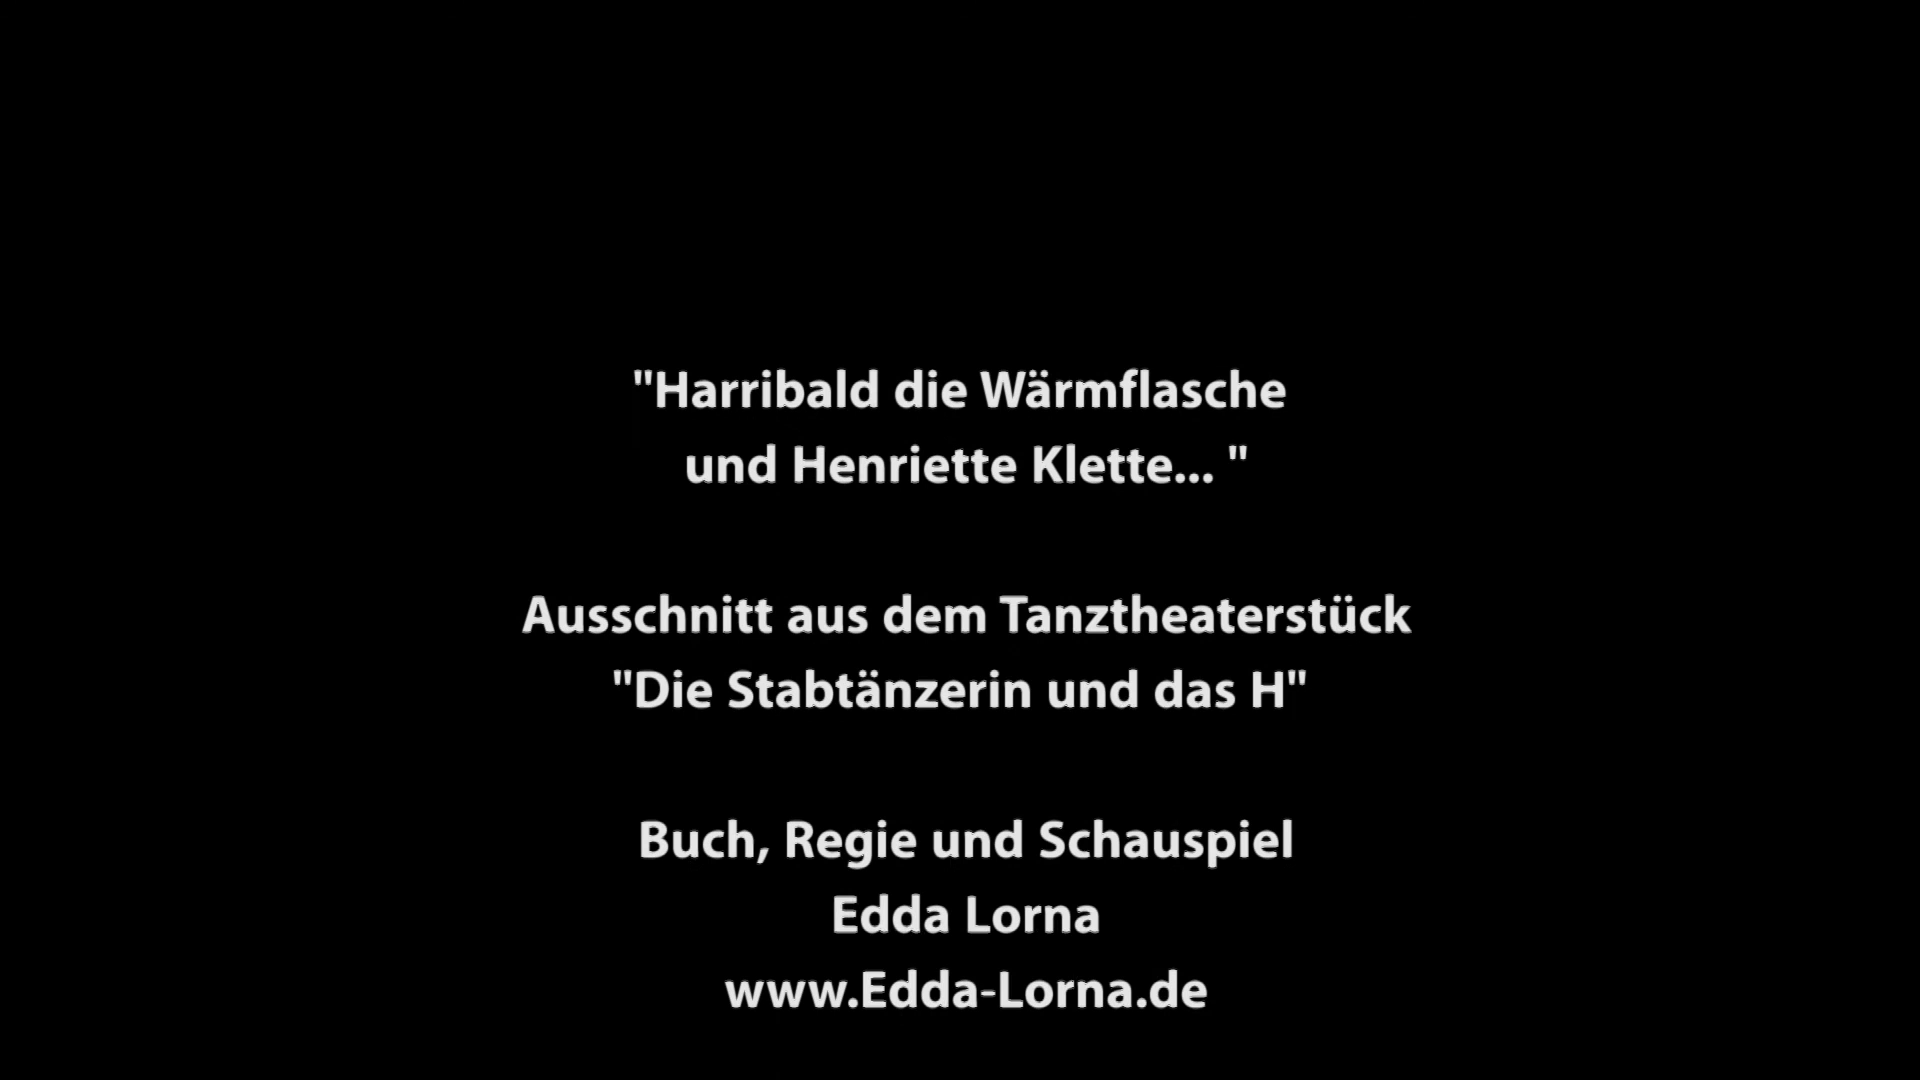 "Harribald die Wärmflasche
und Henriette Klette... "
Ausschnitt aus dem Tanztheaterstück
"Die Stabtänzerin und das H"
Buch, Regie und Schauspiel
Edda Lorna
www.Edda-Lorna.de